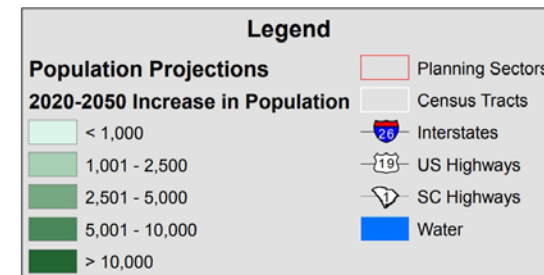 Legend
Population Projections
2020-2050 Increase in Population
< 1,000
1,001 - 2,500
2,501 - 5,000
5,001 - 10,000
> 10,000
Planning Sectors
Census Tracts
26 Interstates
19 US Highways
1 SC Highways
Water